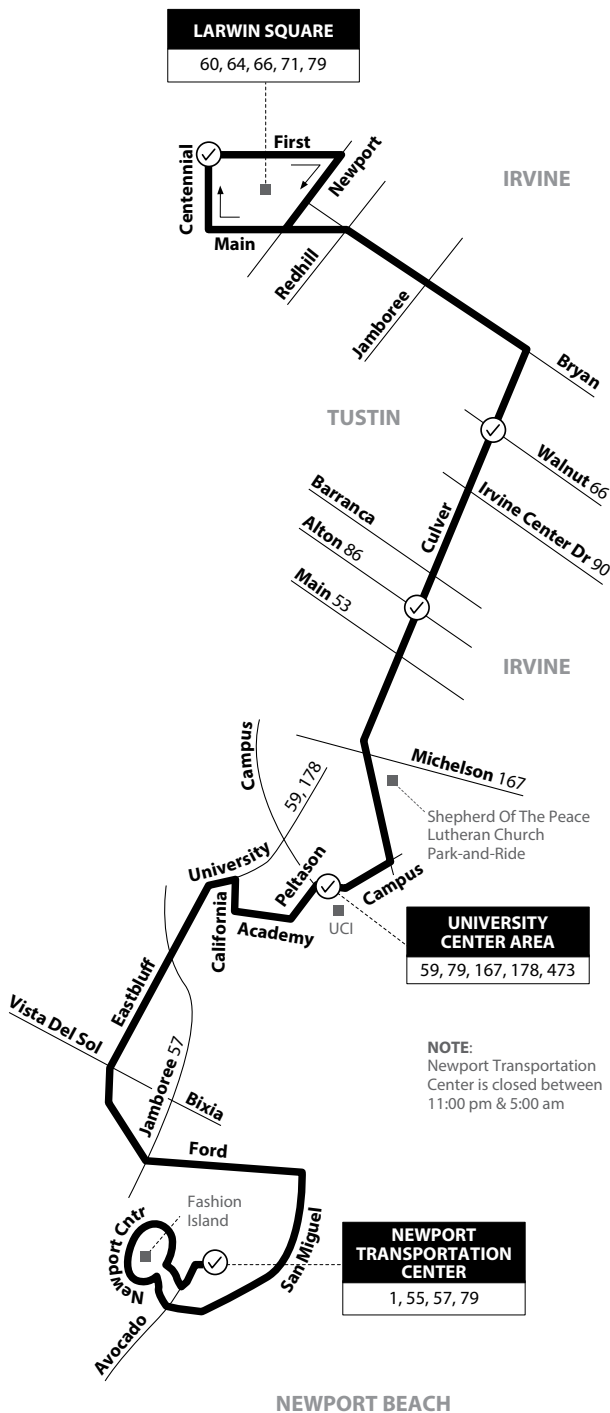 LARWIN SQUARE
60, 64, 66, 71, 79
First
Centennial
Newport
IRVINE
Main
Redhill
Jamboree
Bryan
TUSTIN
Walnut 66
Irvine Center Dr 90
Barranca
Culver
Alton 86
Main 53
IRVINE
Campus
Michelson 167
59, 178
Shepherd Of The Peace
Lutheran Church
Park-and-Ride
University
Peltason
Campus
California
Academy
UCI
UNIVERSITY
CENTER AREA
59, 79, 167, 178, 473
Eastbluff
Vista Del Sol
Jamboree 57
Bixia
NOTE:
Newport Transportation
Center is closed between
11:00 pm & 5:00 am
Ford
Fashion
Island
Newport Cntr
San Miguel
NEWPORT
TRANSPORTATION
CENTER
1, 55, 57, 79
Avocado
NEWPORT BEACH